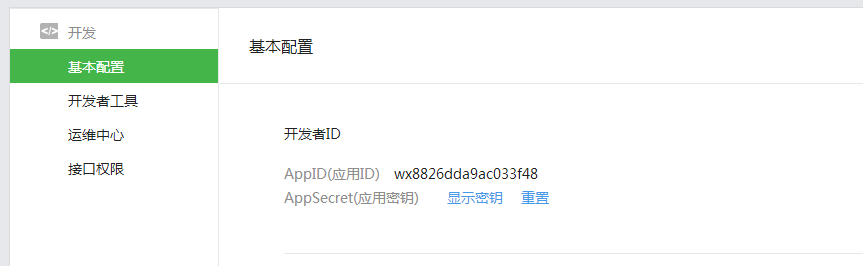 </> 开发
基本配置
开发者工具
运维中心
接口权限
基本配置
开发者ID
AppID(应用ID) wx8826dda9ac033f48
AppSecret(应用密钥) 显示密钥 重置